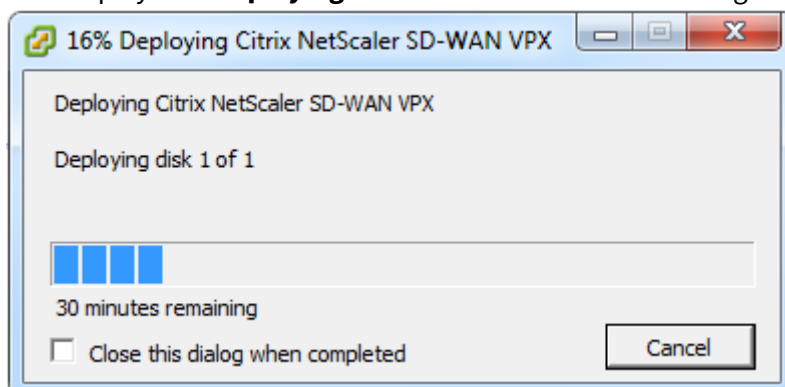 playing
16% Deploying Citrix NetScaler SD-WAN VPX
Deploying Citrix NetScaler SD-WAN VPX
Deploying disk 1 of 1
30 minutes remaining
Close this dialog when completed
Cancel